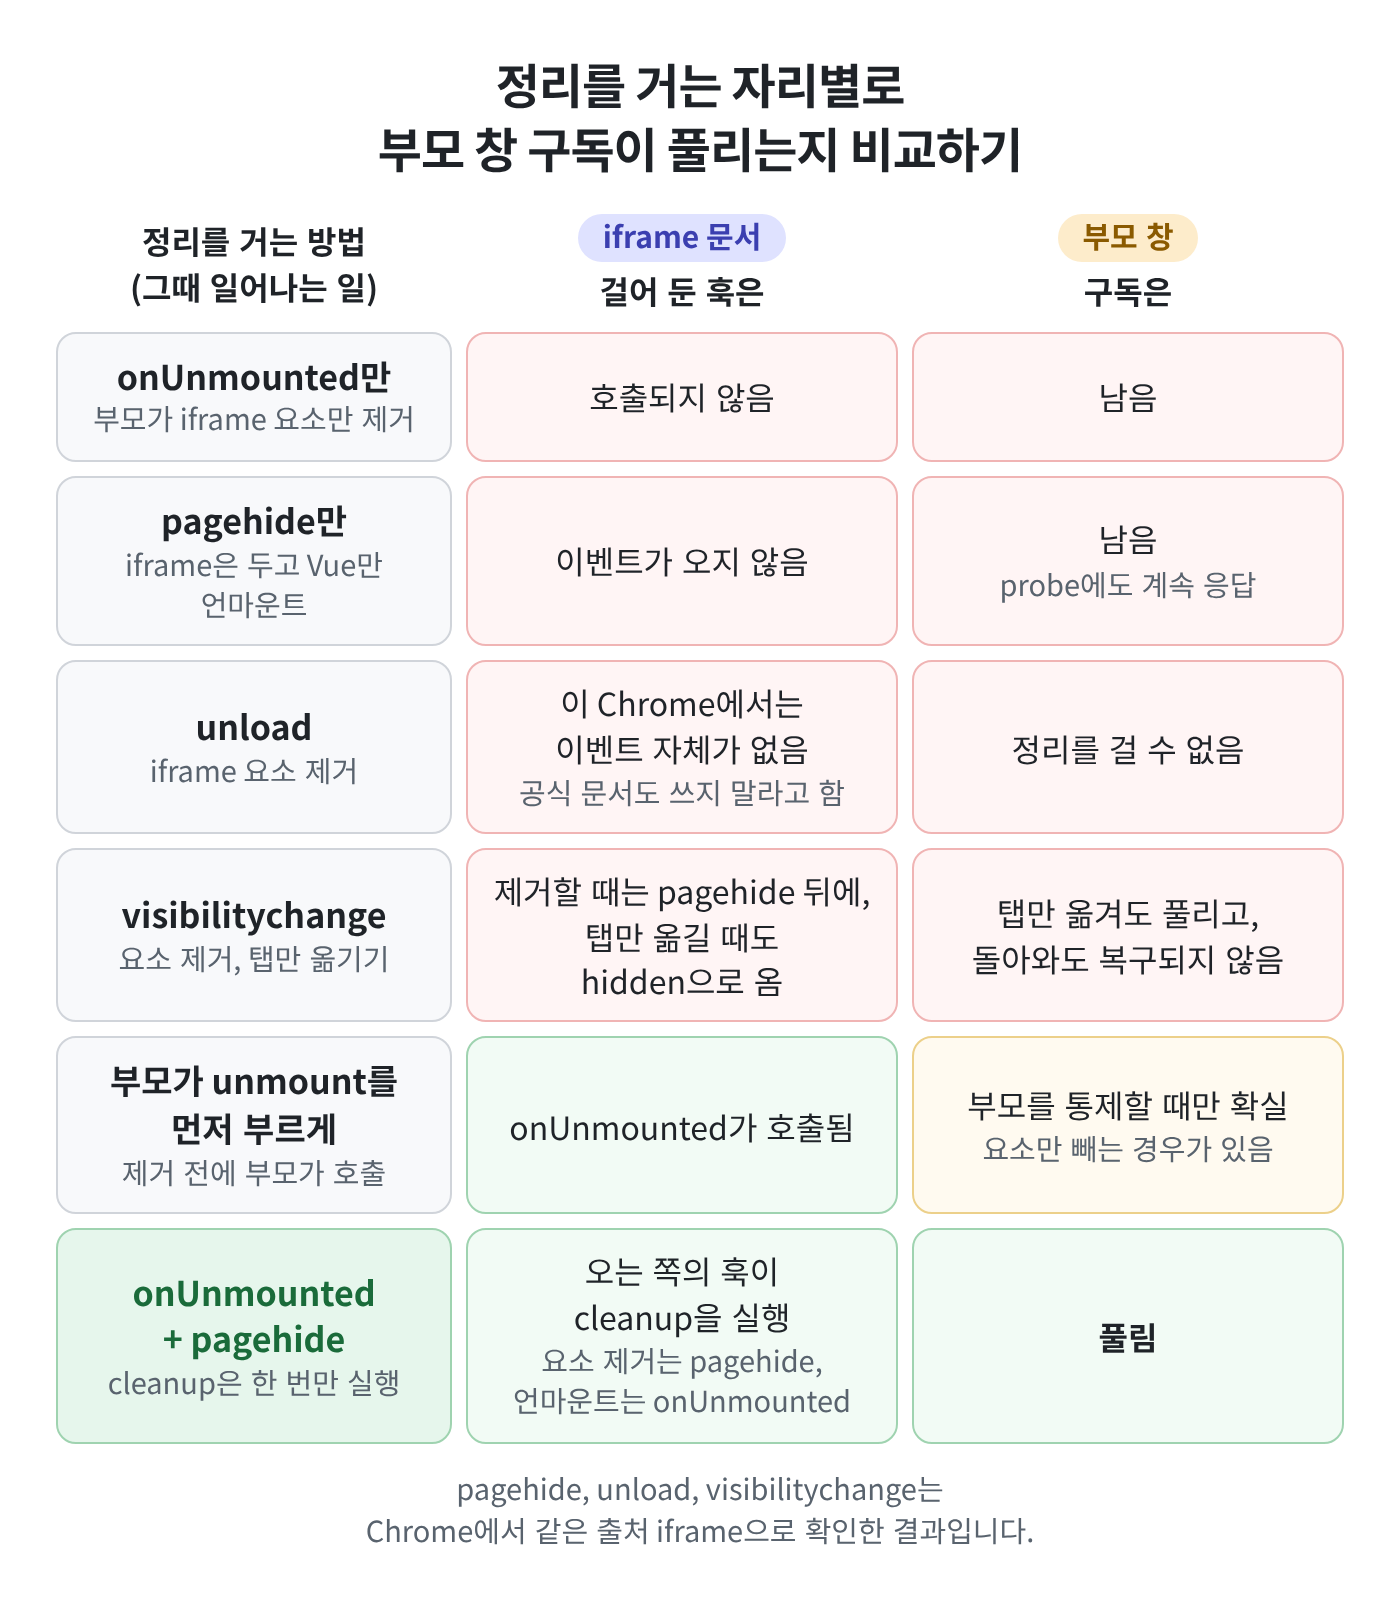 정리를 거는 자리별로
부모 창 구독이 풀리는지 비교하기
정리를 거는 방법
(그때 일어나는 일)
iframe 문서
걸어 둔 훅은
부모 창
구독은
onUnmounted만
부모가 iframe 요소만 제거
호출되지 않음
남음
pagehide만
iframe은 두고 Vue만
언마운트
이벤트가 오지 않음
남음
probe에도 계속 응답
unload
iframe 요소 제거
이 Chrome에서는
이벤트 자체가 없음
공식 문서도 쓰지 말라고 함
정리를 걸 수 없음
visibilitychange
요소 제거, 탭만 옮기기
제거할 때는 pagehide 뒤에,
탭만 옮길 때도
hidden으로 옴
탭만 옮겨도 풀리고,
돌아와도 복구되지 않음
부모가 unmount를
먼저 부르게
제거 전에 부모가 호출
onUnmounted가 호출됨
부모를 통제할 때만 확실
요소만 빼는 경우가 있음
onUnmounted
+ pagehide
cleanup은 한 번만 실행
오는 쪽의 훅이
cleanup을 실행
요소 제거는 pagehide,
언마운트는 onUnmounted
풀림
pagehide, unload, visibilitychange는
Chrome에서 같은 출처 iframe으로 확인한 결과입니다.